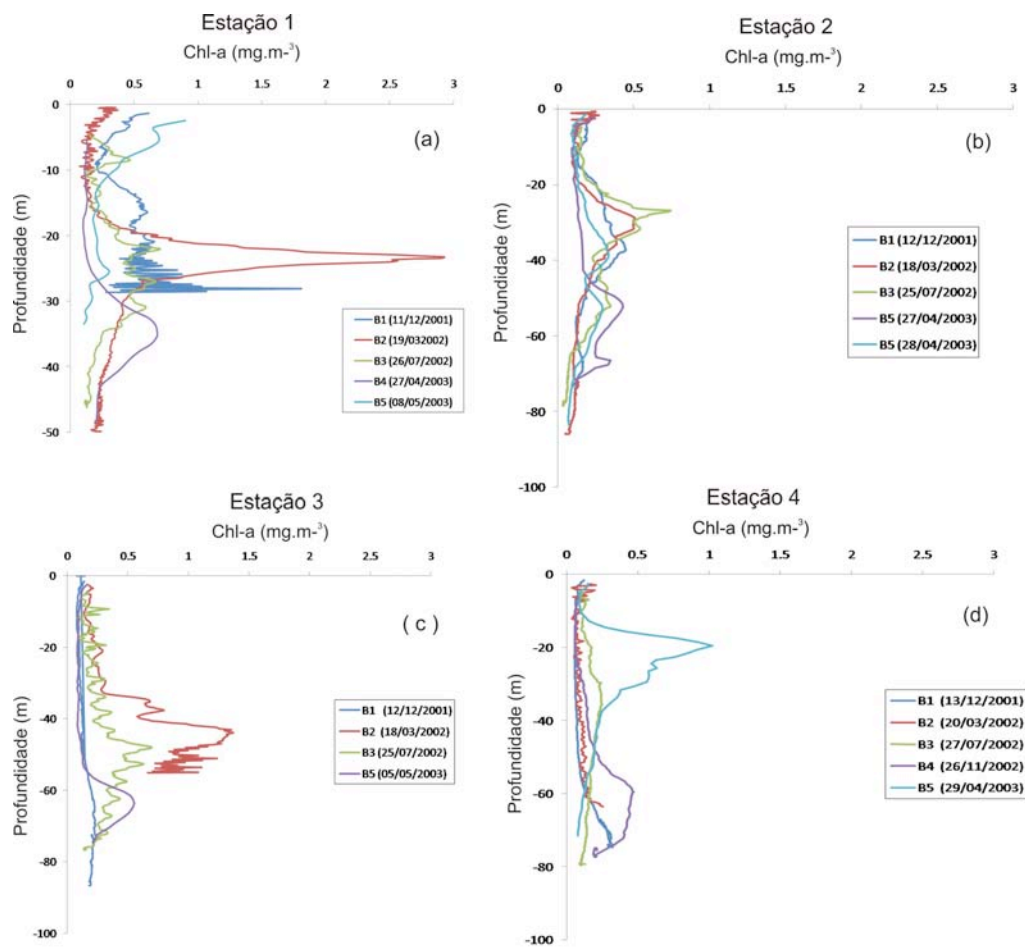 Estação 1
Chl-a (mg.m-³)
0 0.5 1 1.5 2 2.5 3
0
-10
-20
-30
-40
-50
Profundidade (m)
(a)
B1 (11/12/2001)
B2 (19/032002)
B3 (26/07/2002)
B4 (27/04/2003)
B5 (08/05/2003)
Estação 2
Chl-a (mg.m-³)
0 0.5 1 1.5 2 2.5 3
0
-20
-40
-60
-80
-100
Profundidade (m)
(b)
B1 (12/12/2001)
B2 (18/03/2002)
B3 (25/07/2002)
B5 (27/04/2003)
B5 (28/04/2003)
Estação 3
Chl-a (mg.m-³)
0 0.5 1 1.5 2 2.5 3
0
-20
-40
-60
-80
-100
Profundidade (m)
( c )
B1 (12/12/2001)
B2 (18/03/2002)
B3 (25/07/2002)
B5 (05/05/2003)
Estação 4
Chl-a (mg.m-³)
0 0.5 1 1.5 2 2.5 3
0
-20
-40
-60
-80
-100
Profundidade (m)
(d)
B1 (13/12/2001)
B2 (20/03/2002)
B3 (27/07/2002)
B4 (26/11/2002)
B5 (29/04/2003)